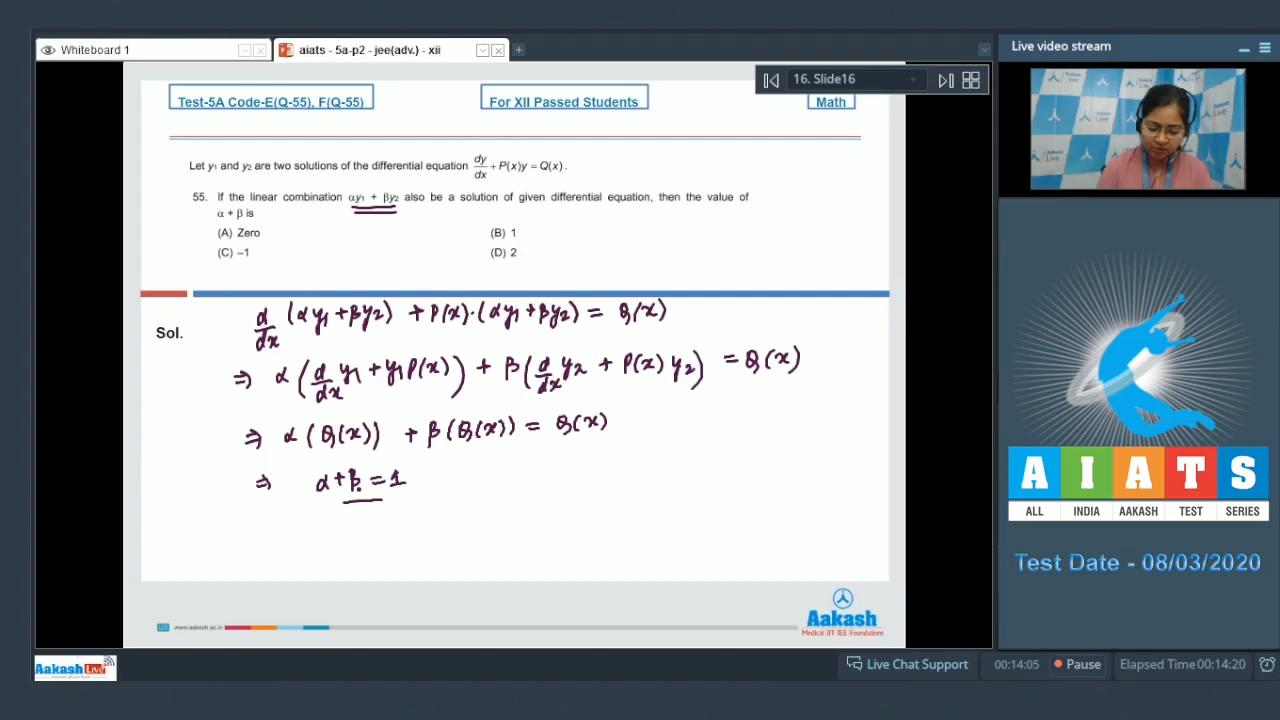 Whiteboard 1
aiats - 5a-p2 - jee(adv.) - xii
Live video stream
16. Slide16
Test-5A Code-E(Q-55), F(Q-55)
For XII Passed Students
Math
Let y₁ and y₂ are two solutions of the differential equation dy/dx + P(x)y = Q(x).
55. If the linear combination αy₁ + βy₂ also be a solution of given differential equation, then the value of
α + β is
(A) Zero
(B) 1
(C) –1
(D) 2
Sol.
d/dx (αy₁ + βy₂) + P(x)·(αy₁ + βy₂) = Q(x)
⇒ α(d/dx y₁ + y₁P(x)) + β(d/dx y₂ + P(x) y₂) = Q(x)
⇒ α(Q(x)) + β(Q(x)) = Q(x)
⇒ α + β = 1
www.aakash.ac.in
Aakash
Medical|IIT-JEE|Foundations
A I A T S
ALL INDIA AAKASH TEST SERIES
Test Date - 08/03/2020
Aakash Live
Live Chat Support
00:14:05
Pause
Elapsed Time 00:14:20